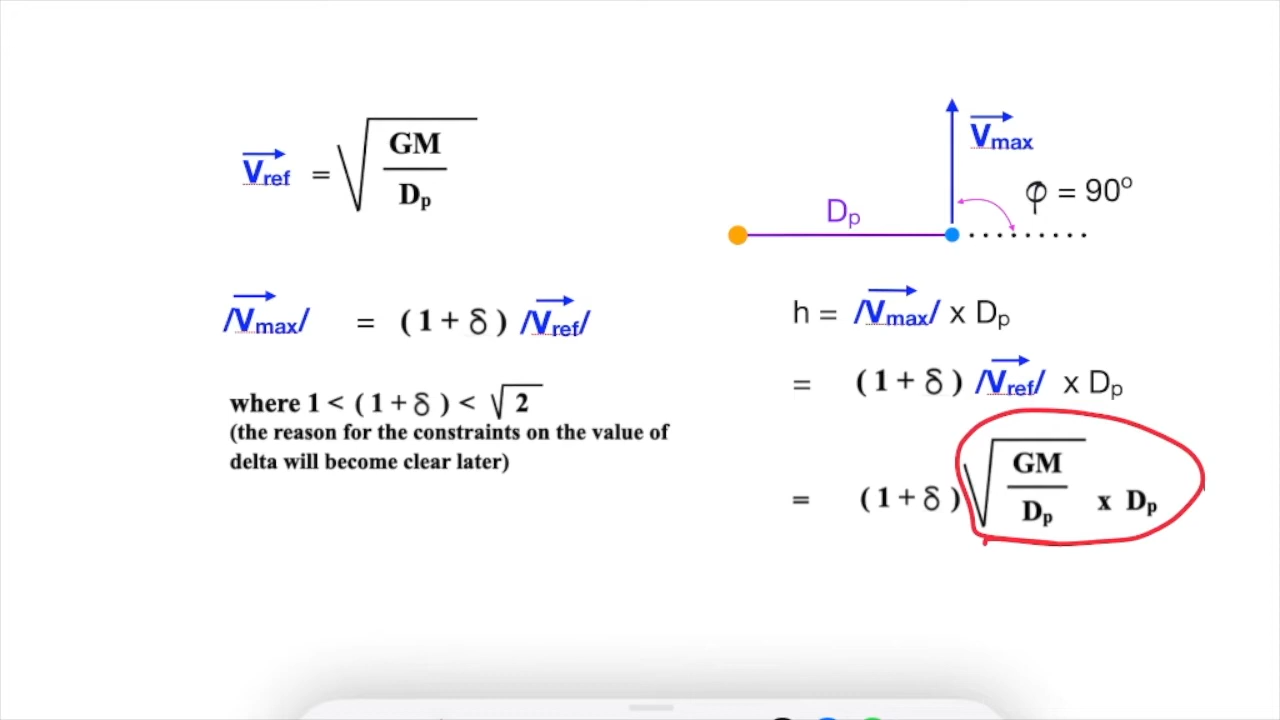 V_ref = √(GM / D_p)
/V_max/ = (1 + δ) /V_ref/
where 1 < (1 + δ) < √2
(the reason for the constraints on the value of
delta will become clear later)
V_max
φ = 90°
D_p
h = /V_max/ x D_p
= (1 + δ) /V_ref/ x D_p
= (1 + δ) √(GM / D_p) x D_p